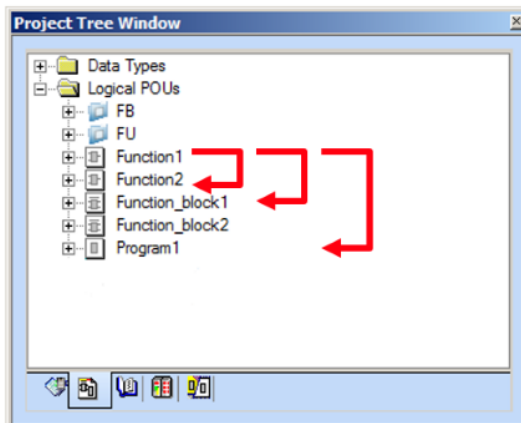 Project Tree Window
Data Types
Logical POUs
FB
FU
Function1
Function2
Function_block1
Function_block2
Program1